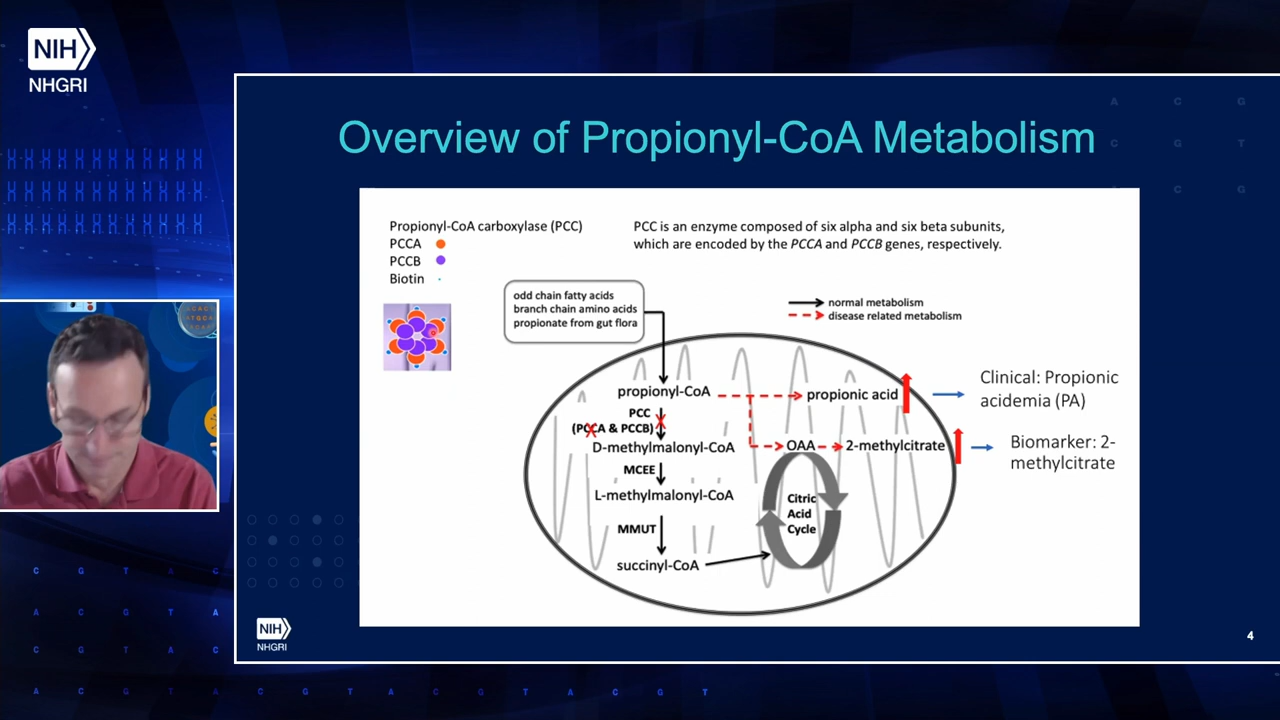 NIH
NHGRI
Overview of Propionyl-CoA Metabolism
Propionyl-CoA carboxylase (PCC)
PCCA
PCCB
Biotin
PCC is an enzyme composed of six alpha and six beta subunits,
which are encoded by the PCCA and PCCB genes, respectively.
odd chain fatty acids
branch chain amino acids
propionate from gut flora
normal metabolism
disease related metabolism
propionyl-CoA
propionic acid
Clinical: Propionic
acidemia (PA)
PCC
(PCCA & PCCB)
D-methylmalonyl-CoA
OAA
2-methylcitrate
Biomarker: 2-
methylcitrate
MCEE
L-methylmalonyl-CoA
Citric
Acid
Cycle
MMUT
succinyl-CoA
NIH
NHGRI
4
A C G
C G T
A C G
C G T A C
A C G T A
C G T A C
A C G T A C G T A C G T A C G T